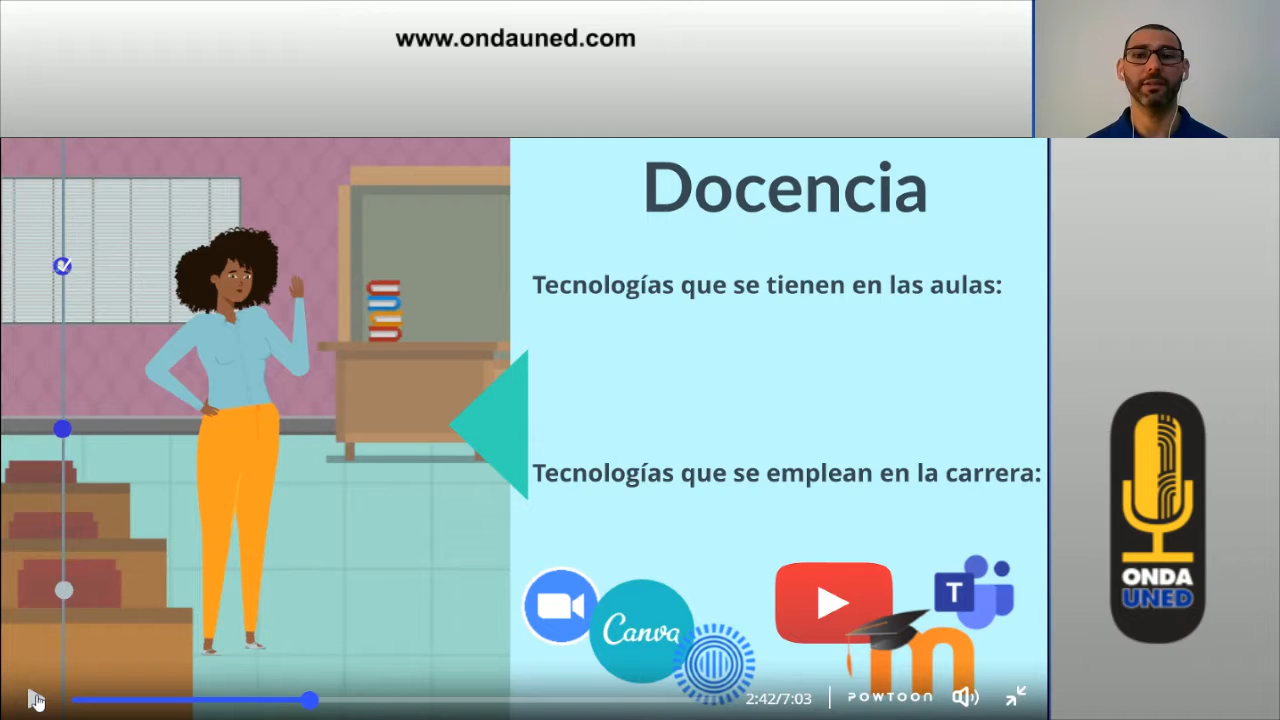 www.ondauned.com
Docencia
Tecnologías que se tienen en las aulas:
Tecnologías que se emplean en la carrera:
Canva
T
m
2:42/7:03
POWTOON
ONDA
UNED